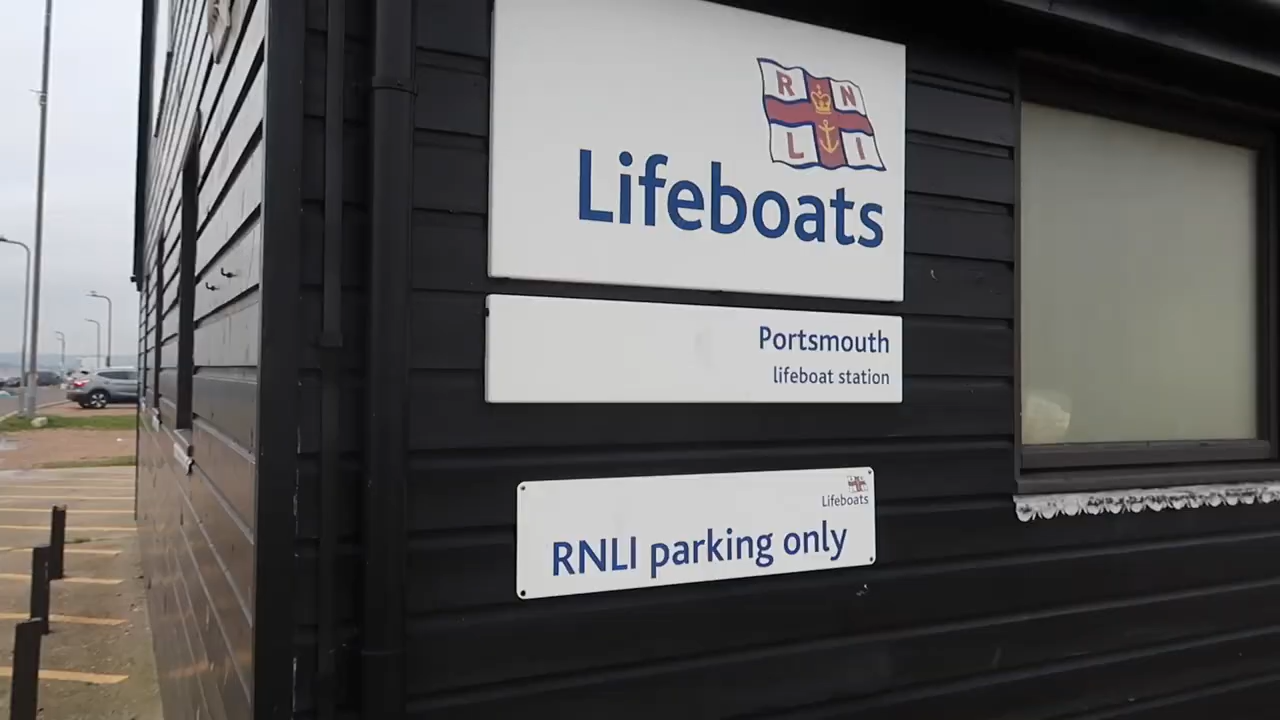 R N
L I
Lifeboats
Portsmouth
lifeboat station
Lifeboats
RNLI parking only